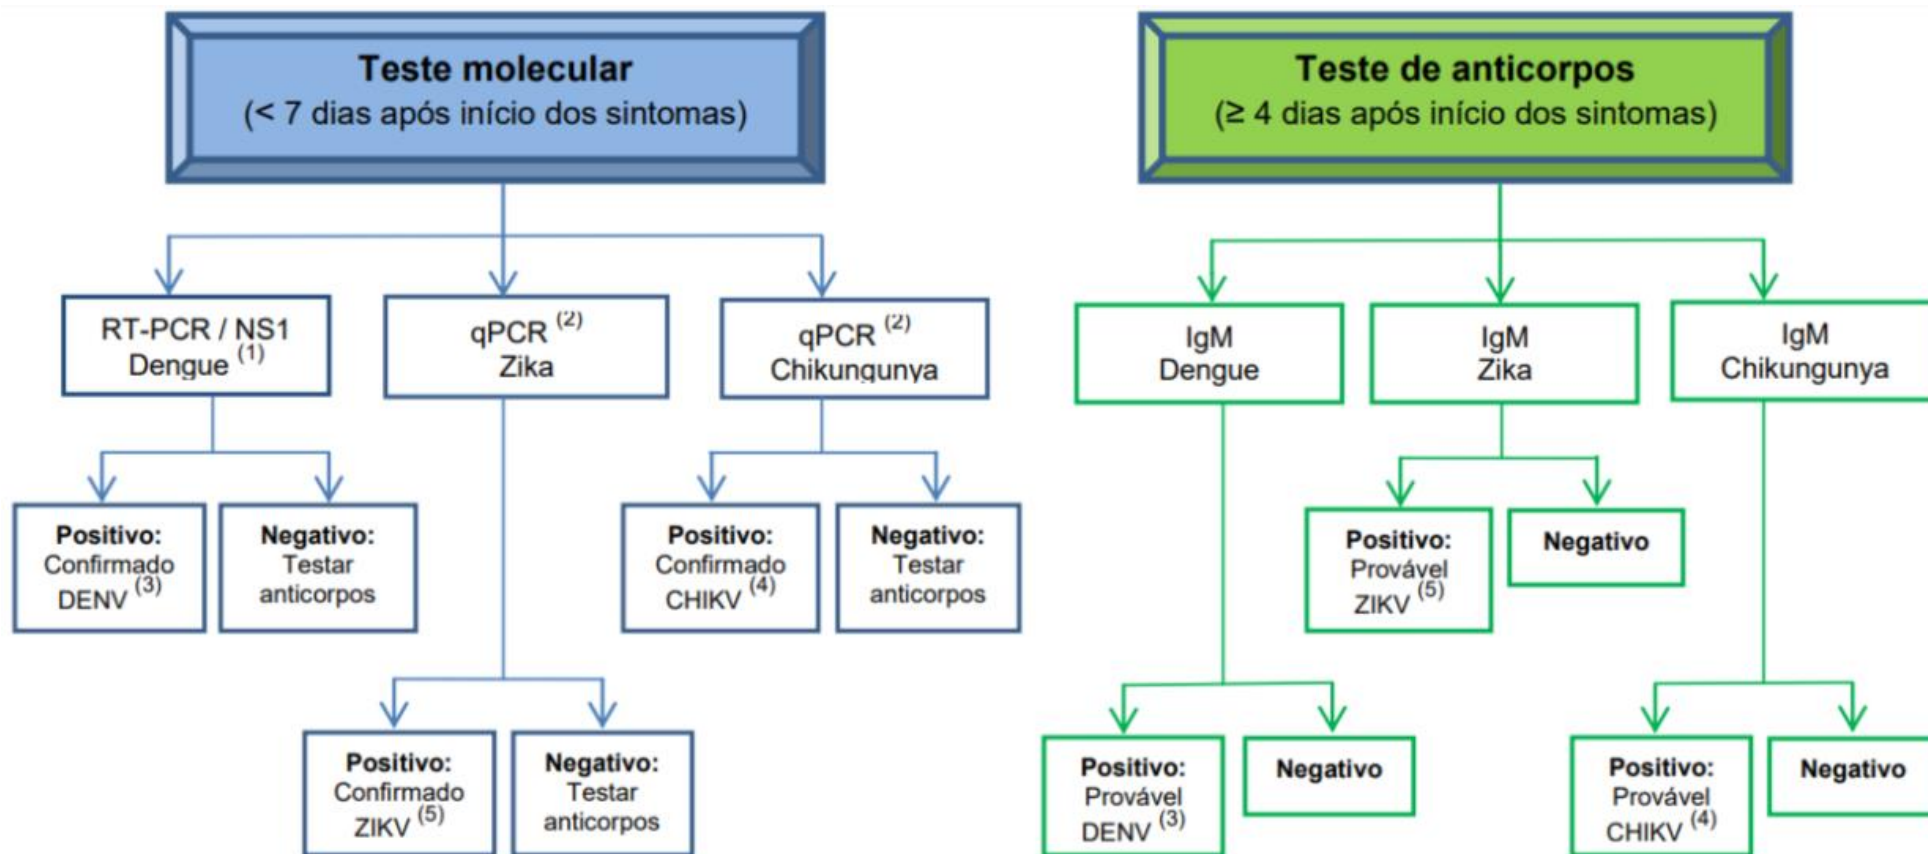 Teste molecular
(< 7 dias após início dos sintomas)
RT-PCR / NS1
Dengue (1)
qPCR (2)
Zika
qPCR (2)
Chikungunya
Positivo:
Confirmado
DENV (3)
Negativo:
Testar
anticorpos
Positivo:
Confirmado
CHIKV (4)
Negativo:
Testar
anticorpos
Positivo:
Confirmado
ZIKV (5)
Negativo:
Testar
anticorpos
Teste de anticorpos
(≥ 4 dias após início dos sintomas)
IgM
Dengue
IgM
Zika
IgM
Chikungunya
Positivo:
Provável
ZIKV (5)
Negativo
Positivo:
Provável
DENV (3)
Negativo
Positivo:
Provável
CHIKV (4)
Negativo